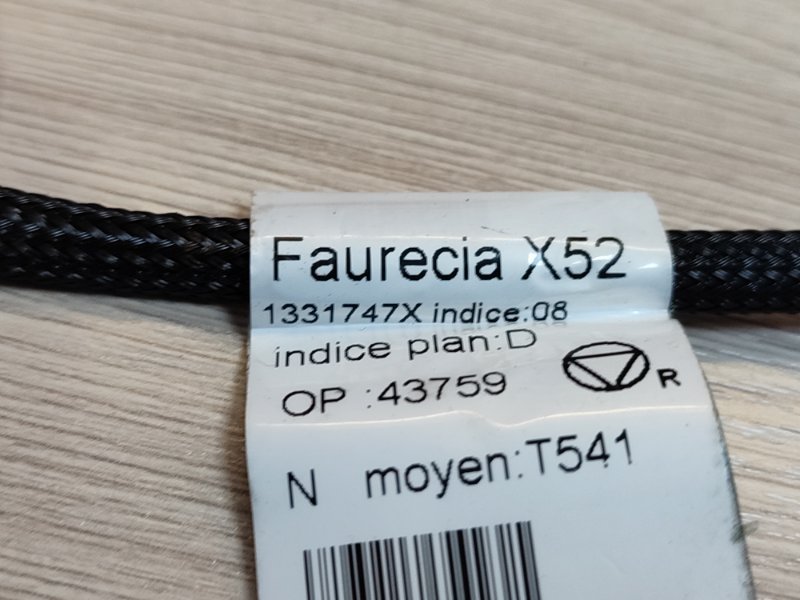 Faurecia X52
1331747X indice:08
indice plan:D
OP :43759
R
N moyen:T541